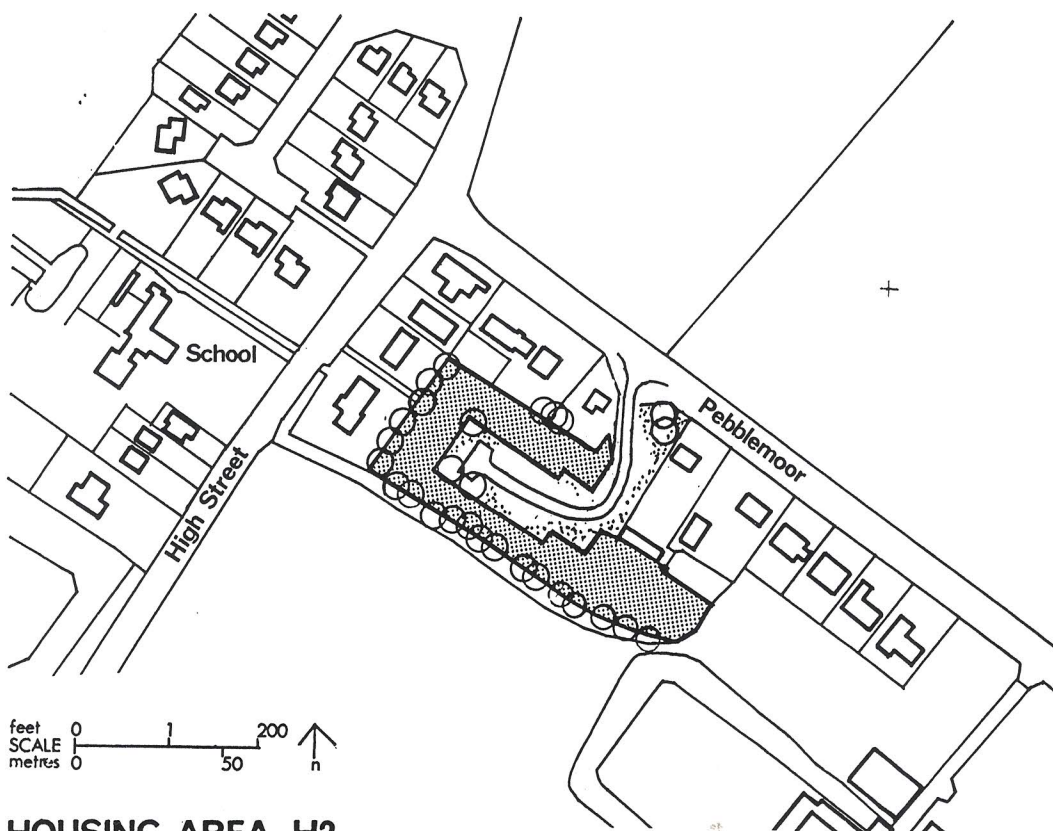 School
Pebblemoor
High Street
feet 0 1 200
SCALE
metres 0 50
n
HOUSING AREA H2